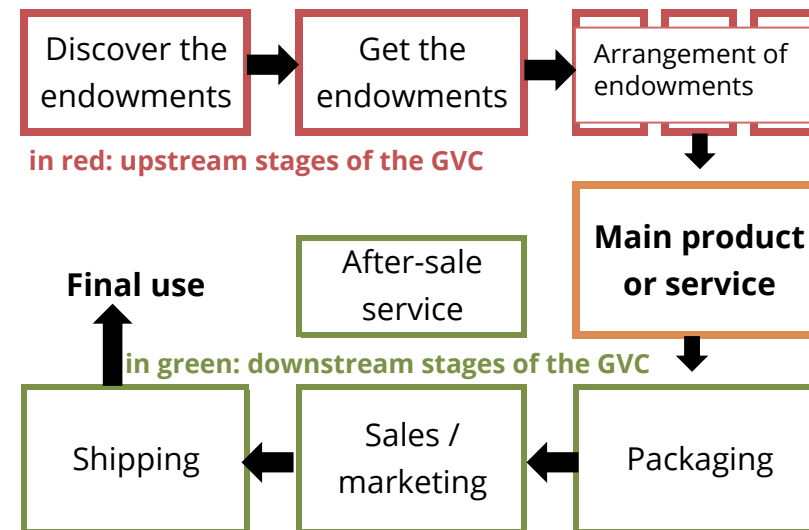 Discover the
endowments
Get the
endowments
Arrangement of
endowments
in red: upstream stages of the GVC
Main product
or service
After-sale
service
Final use
in green: downstream stages of the GVC
Shipping
Sales /
marketing
Packaging